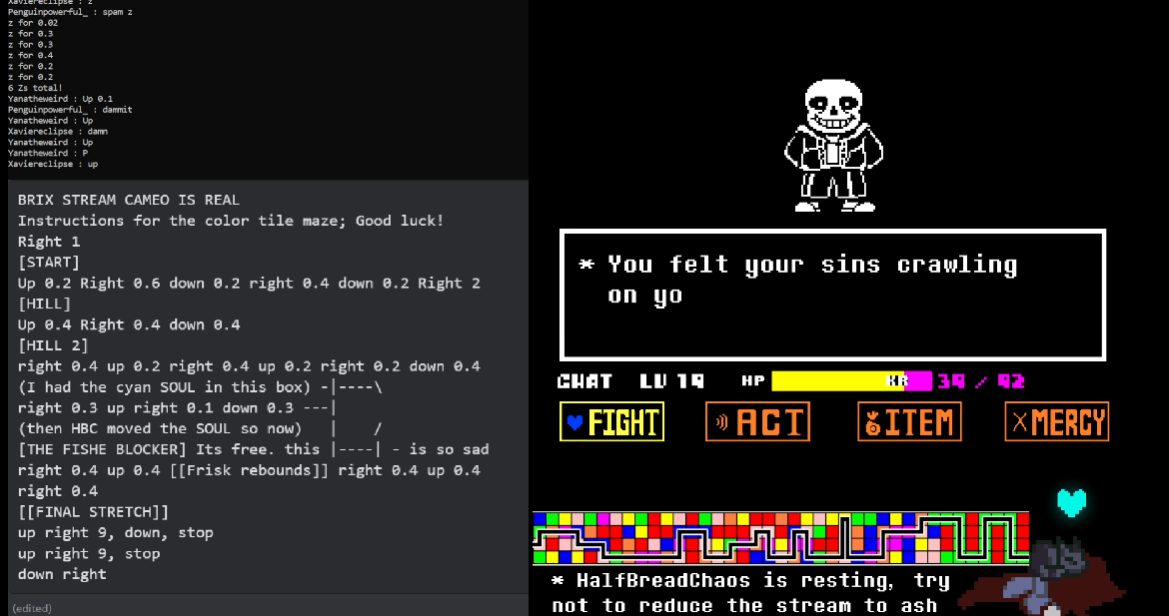 Xaviereclipse : z
Penguinpowerful_ : spam z
z for 0.02
z for 0.3
z for 0.3
z for 0.4
z for 0.2
z for 0.2
6 Zs total!
Yanatheweird : Up 0.1
Penguinpowerful_ : dammit
Yanatheweird : Up
Xaviereclipse : damn
Yanatheweird : Up
Yanatheweird : P
Xaviereclipse : up
BRIX STREAM CAMEO IS REAL
Instructions for the color tile maze; Good luck!
Right 1
[START]
Up 0.2 Right 0.6 down 0.2 right 0.4 down 0.2 Right 2
[HILL]
Up 0.4 Right 0.4 down 0.4
[HILL 2]
right 0.4 up 0.2 right 0.4 up 0.2 right 0.2 down 0.4
(I had the cyan SOUL in this box) -|----\
right 0.3 up right 0.1 down 0.3 ---|
(then HBC moved the SOUL so now)   |    /
[THE FISHE BLOCKER] Its free. this |----| - is so sad
right 0.4 up 0.4 [[Frisk rebounds]] right 0.4 up 0.4
right 0.4
[[FINAL STRETCH]]
up right 9, down, stop
up right 9, stop
down right
(edited)
* You felt your sins crawling
on yo
CHAT LV 19 HP KR 39 / 92
FIGHT ACT ITEM MERCY
* HalfBreadChaos is resting, try
not to reduce the stream to ash